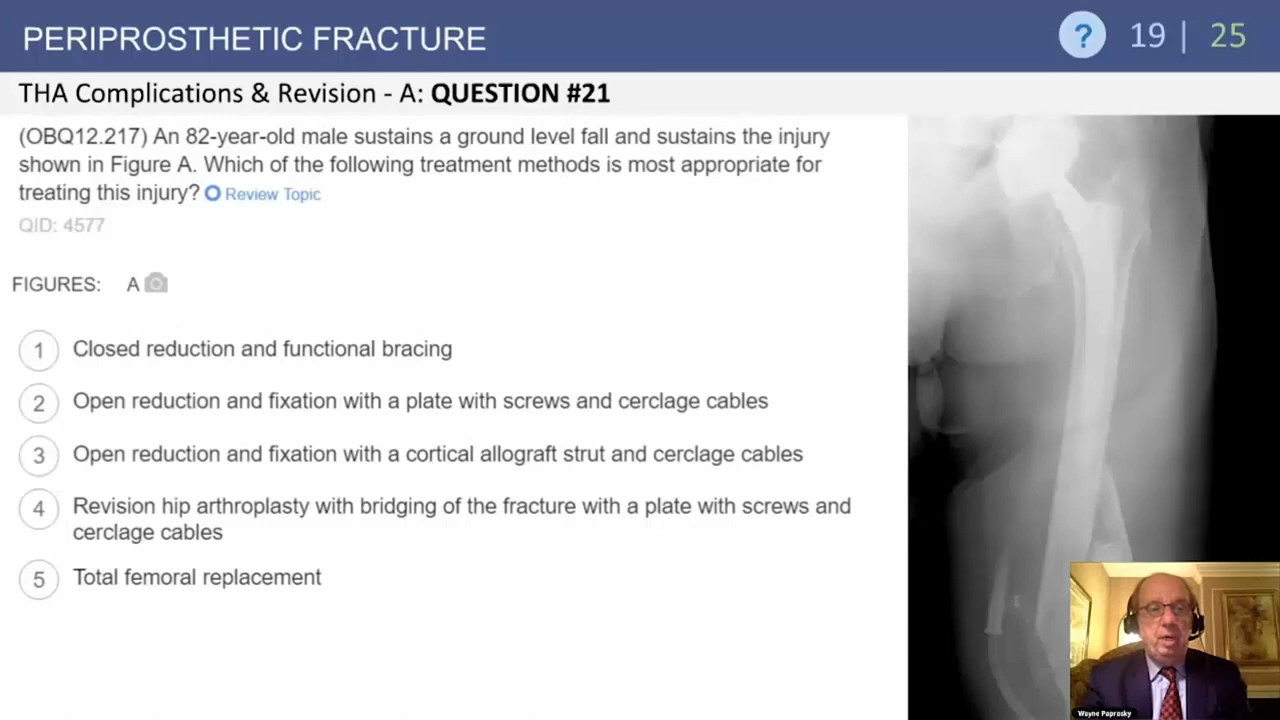 PERIPROSTHETIC FRACTURE
? 19 | 25
THA Complications & Revision - A: QUESTION #21
(OBQ12.217) An 82-year-old male sustains a ground level fall and sustains the injury
shown in Figure A. Which of the following treatment methods is most appropriate for
treating this injury? Review Topic
QID: 4577
FIGURES: A
1 Closed reduction and functional bracing
2 Open reduction and fixation with a plate with screws and cerclage cables
3 Open reduction and fixation with a cortical allograft strut and cerclage cables
4 Revision hip arthroplasty with bridging of the fracture with a plate with screws and
cerclage cables
5 Total femoral replacement
Wayne Paprosky